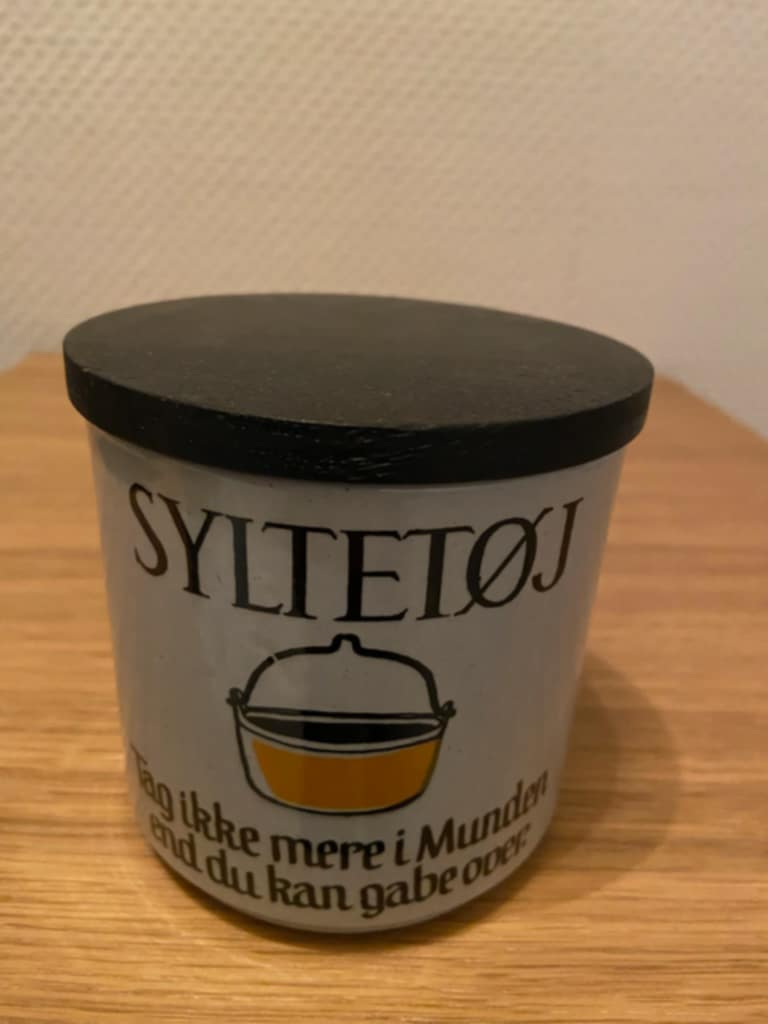 SYLTETØJ
Tag ikke mere i Munden
end du kan gabe over.